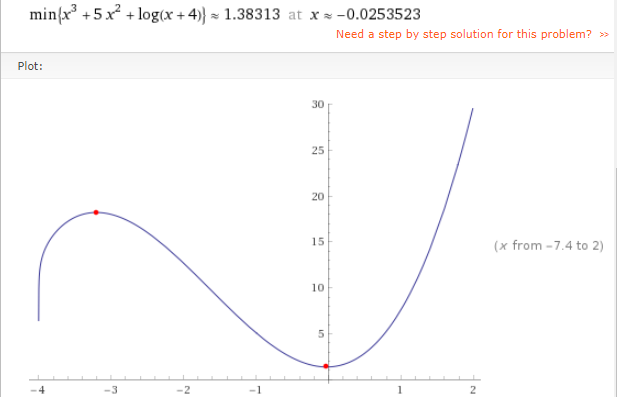 min{x³ + 5 x² + log(x + 4)} ≈ 1.38313 at x ≈ −0.0253523
Need a step by step solution for this problem? >>
Plot:
30
25
20
15
(x from −7.4 to 2)
10
5
−4 −3 −2 −1 1 2